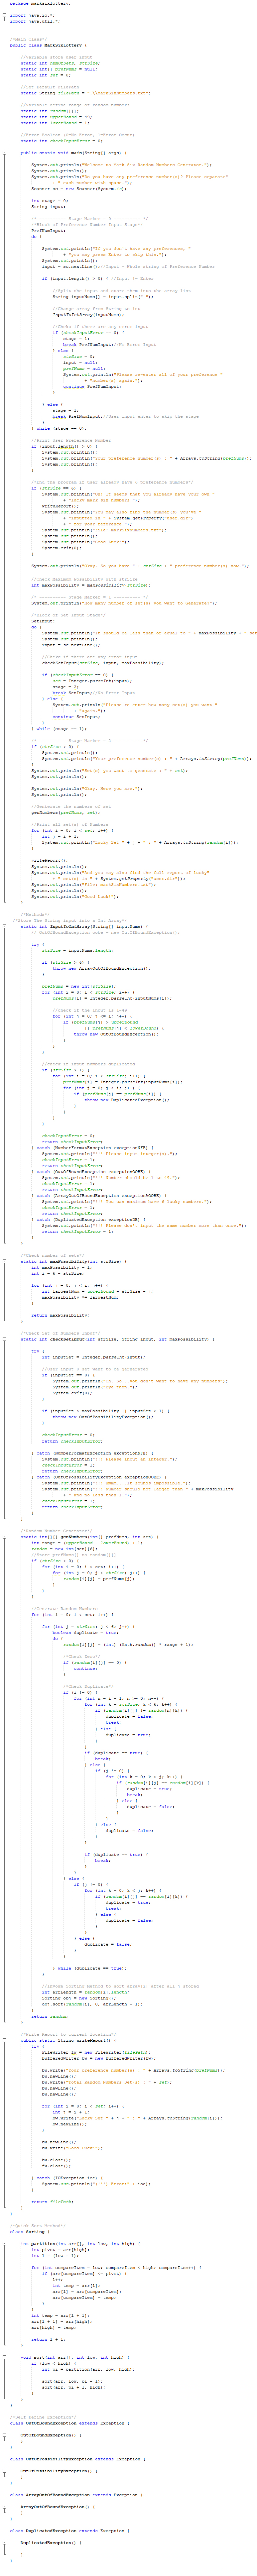 package marksixlottery;
import java.io.*;
import java.util.*;
/*Main Class*/
public class MarkSixLottery {
//Variable store user input
static int numOfSets, strSize;
static int[] prefNums = null;
static int set = 0;
//Set Default FilePath
static String filePath = ".\\markSixNumbers.txt";
//Variable define range of random numbers
static int random[][];
static int upperBound = 49;
static int lowerBound = 1;
//Error Boolean (0=No Error, 1=Error Occur)
static int checkInputError = 0;
public static void main(String[] args) {
System.out.println("Welcome to Mark Six Random Numbers Generator.");
System.out.println();
System.out.println("Do you have any preference number(s)? Please separate"
+ " each number with space.");
Scanner sc = new Scanner(System.in);
int stage = 0;
String input;
/* ---------- Stage Marker = 0 ---------- */
/*Block of Preference Number Input Stage*/
PrefNumInput:
do {
System.out.println("If you don't have any preferences, "
+ "you may press Enter to skip this.");
System.out.println();
input = sc.nextLine();
if (input.length() > 0) {
//Split the input and store them into the array list
String inputNums[] = input.split(" ");
//Change array from String to int
InputToIntArray(inputNums);
//Check if there are any error input
if (checkInputError == 0) {
stage = 1;
break PrefNumInput;//No Error Input
} else {
strSize = 0;
input = null;
prefNums = null;
System.out.println("Please re-enter all of your preference "
+ "number(s) again.");
continue PrefNumInput;
}
} else {
stage = 1;
break PrefNumInput;//User input enter to skip the stage
}
} while (stage == 0);
//Print User Preference Number
if (input.length() > 0) {
System.out.println();
System.out.println("Your preference number(s) : " + Arrays.toString(prefNums));
System.out.println();
}
/*End the program if user already have 6 preference numbers*/
if (strSize == 6) {
System.out.println("Oh! It seems that you already have your own "
+ "lucky mark six numbers!");
writeReport();
System.out.println("You may also find the number(s) you've "
+ "inputted in " + System.getProperty("user.dir")
+ " for your reference.");
System.out.println("File: markSixNumbers.txt");
System.out.println();
System.out.println("Good Luck!");
System.exit(0);
}
System.out.println("Okay. So you have " + strSize + " preference number(s) now.");
//Check Maximum Possibility with strSize
int maxPossibility = maxPossibility(strSize);
/* ---------- Stage Marker = 1 ---------- */
System.out.println("How many number of set(s) you want to Generate?");
/*Block of Set Input Stage*/
SetInput:
do {
System.out.println("It should be less than or equal to " + maxPossibility + " set
System.out.println();
input = sc.nextLine();
//Check if there are any error input
checkSetInput(strSize, input, maxPossibility);
if (checkInputError == 0) {
set = Integer.parseInt(input);
stage = 2;
break SetInput;//No Error Input
} else {
System.out.println("Please re-enter how many set(s) you want "
+ "again.");
continue SetInput;
}
} while (stage == 1);
/* ---------- Stage Marker = 2 ---------- */
if (strSize > 0) {
System.out.println();
System.out.println("Your preference number(s) : " + Arrays.toString(prefNums));
}
System.out.println("Set(s) you want to generate : " + set);
System.out.println();
System.out.println("Okay. Here you are.");
System.out.println();
//Generate the numbers of set
genNumbers(prefNums, set);
//Print all set(s) of Numbers
for (int i = 0; i < set; i++) {
int j = i + 1;
System.out.println("Lucky Set " + j + " : " + Arrays.toString(random[i]));
}
writeReport();
System.out.println();
System.out.println("And you may also find the full report of lucky"
+ " set(s) in " + System.getProperty("user.dir"));
System.out.println("File: markSixNumbers.txt");
System.out.println();
System.out.println("Good Luck!");
}
/*Methods*/
/*Store The String input into a Int Array*/
static int InputToIntArray(String[] inputNums) {
try {
strSize = inputNums.length;
if (strSize > 6) {
throw new ArrayOutOfBoundException();
}
prefNums = new int[strSize];
for (int i = 0; i < strSize; i++) {
prefNums[i] = Integer.parseInt(inputNums[i]);
//check if the input is 1-49
for (int j = 0; j <= i; j++) {
if (prefNums[j] > upperBound
|| prefNums[j] < lowerBound) {
throw new OutOfBoundException();
}
}
}
//check if input numbers duplicated
if (strSize > 1) {
for (int i = 0; i < strSize; i++) {
prefNums[i] = Integer.parseInt(inputNums[i]);
for (int j = 0; j < i; j++) {
if (prefNums[j] == prefNums[i]) {
throw new DuplicatedException();
}
}
}
}
checkInputError = 0;
return checkInputError;
} catch (NumberFormatException exceptionNFE) {
System.out.println("!!! Please input integer(s).");
checkInputError = 1;
return checkInputError;
} catch (OutOfBoundException exceptionOOBE) {
System.out.println("!!! Number should be 1 to 49.");
checkInputError = 1;
return checkInputError;
} catch (ArrayOutOfBoundException exceptionAOOBE) {
System.out.println("!!! You can maximum have 6 lucky numbers.");
checkInputError = 1;
return checkInputError;
} catch (DuplicatedException exceptionDE) {
System.out.println("!!! Please don't input the same number more than once.");
checkInputError = 1;
return checkInputError;
}
}
/*Check number of sets*/
static int maxPossibility(int strSize) {
int maxPossibility = 1;
int i = 6 - strSize;
for (int j = 0; j < i; j++) {
int largestNum = upperBound - strSize - j;
maxPossibility *= largestNum;
}
return maxPossibility;
}
/*Check Set of Numbers Input*/
static int checkSetInput(int strSize, String input, int maxPossibility) {
try {
int inputSet = Integer.parseInt(input);
//User input 0 set want to be generated
if (inputSet == 0) {
System.out.println("Oh. So...you don't want to have any numbers");
System.out.println("Bye then.");
System.exit(0);
}
if (inputSet > maxPossibility || inputSet < 1) {
throw new OutOfPossibilityException();
}
checkInputError = 0;
return checkInputError;
} catch (NumberFormatException exceptionNFE) {
System.out.println("!!! Please input an integer.");
checkInputError = 1;
return checkInputError;
} catch (OutOfPossibilityException exceptionOOBE) {
System.out.println("!!! Hmmm....It sounds impossible.");
System.out.println("!!! Number should not larger than " + maxPossibility
+ " and no less than 1.");
checkInputError = 1;
return checkInputError;
}
}
/*Random Number Generator*/
static int[][] genNumbers(int[] prefNums, int set) {
int range = (upperBound - lowerBound) + 1;
random = new int[set][6];
//Store prefNums[] to random[][]
if (strSize > 0) {
for (int i = 0; i < set; i++) {
for (int j = 0; j < strSize; j++) {
random[i][j] = prefNums[j];
}
}
}
//Generate Random Numbers
for (int i = 0; i < set; i++) {
for (int j = strSize; j < 6; j++) {
boolean duplicate = true;
do {
random[i][j] = (int) (Math.random() * range + 1);
/*Check Zero*/
if (random[i][j] == 0) {
continue;
}
/*Check Duplicate*/
if (i != 0) {
for (int n = i - 1; n >= 0; n--) {
for (int k = strSize; k < 6; k++) {
if (random[i][j] != random[n][k]) {
duplicate = false;
break;
} else {
duplicate = true;
}
}
if (duplicate == true) {
break;
} else {
if (j != 0) {
for (int k = 0; k < j; k++) {
if (random[i][j] == random[i][k]) {
duplicate = true;
break;
} else {
duplicate = false;
}
}
} else {
duplicate = false;
}
}
if (duplicate == true) {
break;
}
}
} else {
if (j != 0) {
for (int k = 0; k < j; k++) {
if (random[i][j] == random[i][k]) {
duplicate = true;
break;
} else {
duplicate = false;
}
}
} else {
duplicate = false;
}
}
} while (duplicate == true);
}
//Invoke Sorting Method to sort array[i] after all j stored
int arrLength = random[i].length;
Sorting obj = new Sorting();
obj.sort(random[i], 0, arrLength - 1);
}
return random;
}
/*Write Report to current location*/
public static String writeReport() {
try {
FileWriter fw = new FileWriter(filePath);
BufferedWriter bw = new BufferedWriter(fw);
bw.write("Your preference number(s) : " + Arrays.toString(prefNums));
bw.newLine();
bw.write("Total Random Numbers Set(s) : " + set);
bw.newLine();
bw.newLine();
for (int i = 0; i < set; i++) {
int j = i + 1;
bw.write("Lucky Set " + j + " : " + Arrays.toString(random[i]));
bw.newLine();
}
bw.newLine();
bw.write("Good Luck!");
bw.close();
fw.close();
} catch (IOException ioe) {
System.out.println("(!!!) Error!" + ioe);
}
return filePath;
}
}
/*Quick Sort Method*/
class Sorting {
int partition(int arr[], int low, int high) {
int pivot = arr[high];
int l = (low - 1);
for (int compareItem = low; compareItem < high; compareItem++) {
if (arr[compareItem] <= pivot) {
l++;
int temp = arr[l];
arr[l] = arr[compareItem];
arr[compareItem] = temp;
}
}
int temp = arr[l + 1];
arr[l + 1] = arr[high];
arr[high] = temp;
return l + 1;
}
void sort(int arr[], int low, int high) {
if (low < high) {
int pi = partition(arr, low, high);
sort(arr, low, pi - 1);
sort(arr, pi + 1, high);
}
}
}
/*Self Define Exception*/
class OutOfBoundException extends Exception {
OutOfBoundException() {
}
}
class OutOfPossibilityException extends Exception {
OutOfPossibility​Exception() {
}
}
class ArrayOutOfBoundException extends Exception {
ArrayOutOfBoundException() {
}
}
class DuplicatedException extends Exception {
DuplicatedException() {
}
}